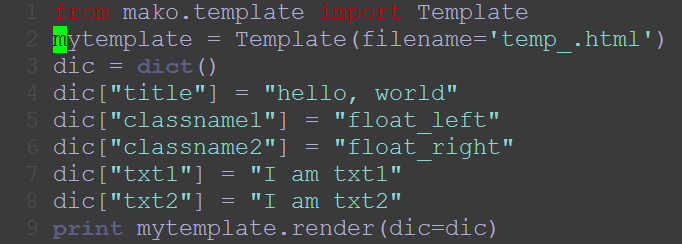 1 from mako.template import Template
2 mytemplate = Template(filename='temp_.html')
3 dic = dict()
4 dic["title"] = "hello, world"
5 dic["classname1"] = "float_left"
6 dic["classname2"] = "float_right"
7 dic["txt1"] = "I am txt1"
8 dic["txt2"] = "I am txt2"
9 print mytemplate.render(dic=dic)